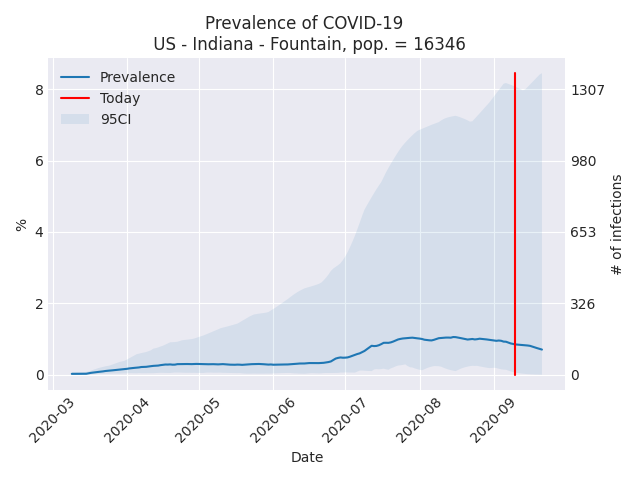 Prevalence of COVID-19
US - Indiana - Fountain, pop. = 16346
Prevalence
Today
95CI
8
6
4
2
0
%
1307
980
653
326
0
# of infections
2020-03
2020-04
2020-05
2020-06
2020-07
2020-08
2020-09
Date